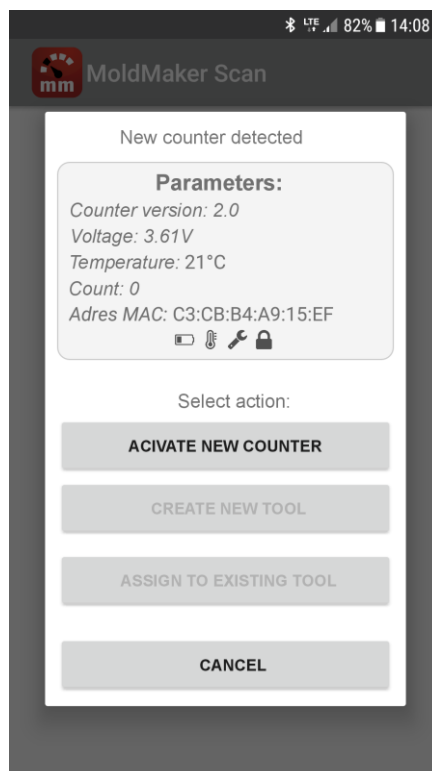 LTE 82% 14:08
mm MoldMaker Scan
New counter detected
Parameters:
Counter version: 2.0
Voltage: 3.61V
Temperature: 21°C
Count: 0
Adres MAC: C3:CB:B4:A9:15:EF
Select action:
ACIVATE NEW COUNTER
CREATE NEW TOOL
ASSIGN TO EXISTING TOOL
CANCEL